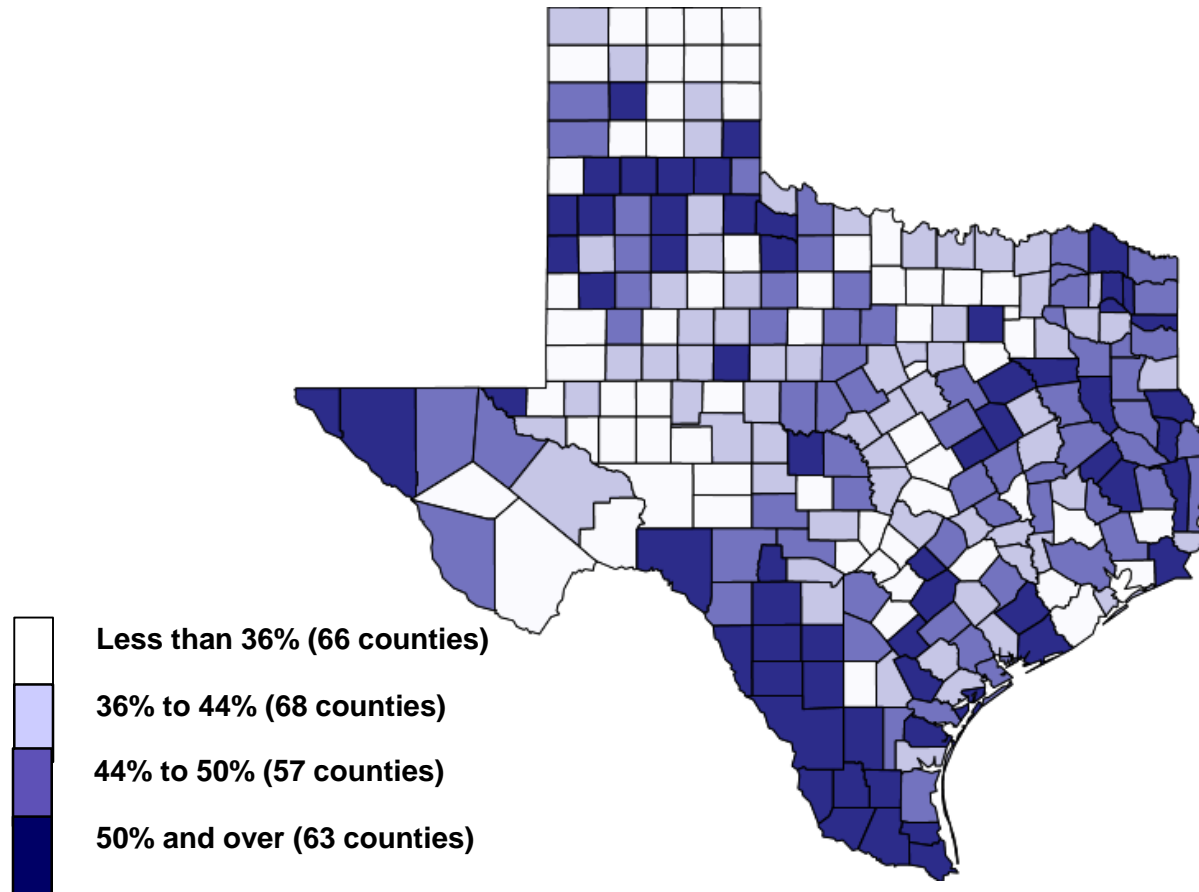 Less than 36% (66 counties)
36% to 44% (68 counties)
44% to 50% (57 counties)
50% and over (63 counties)